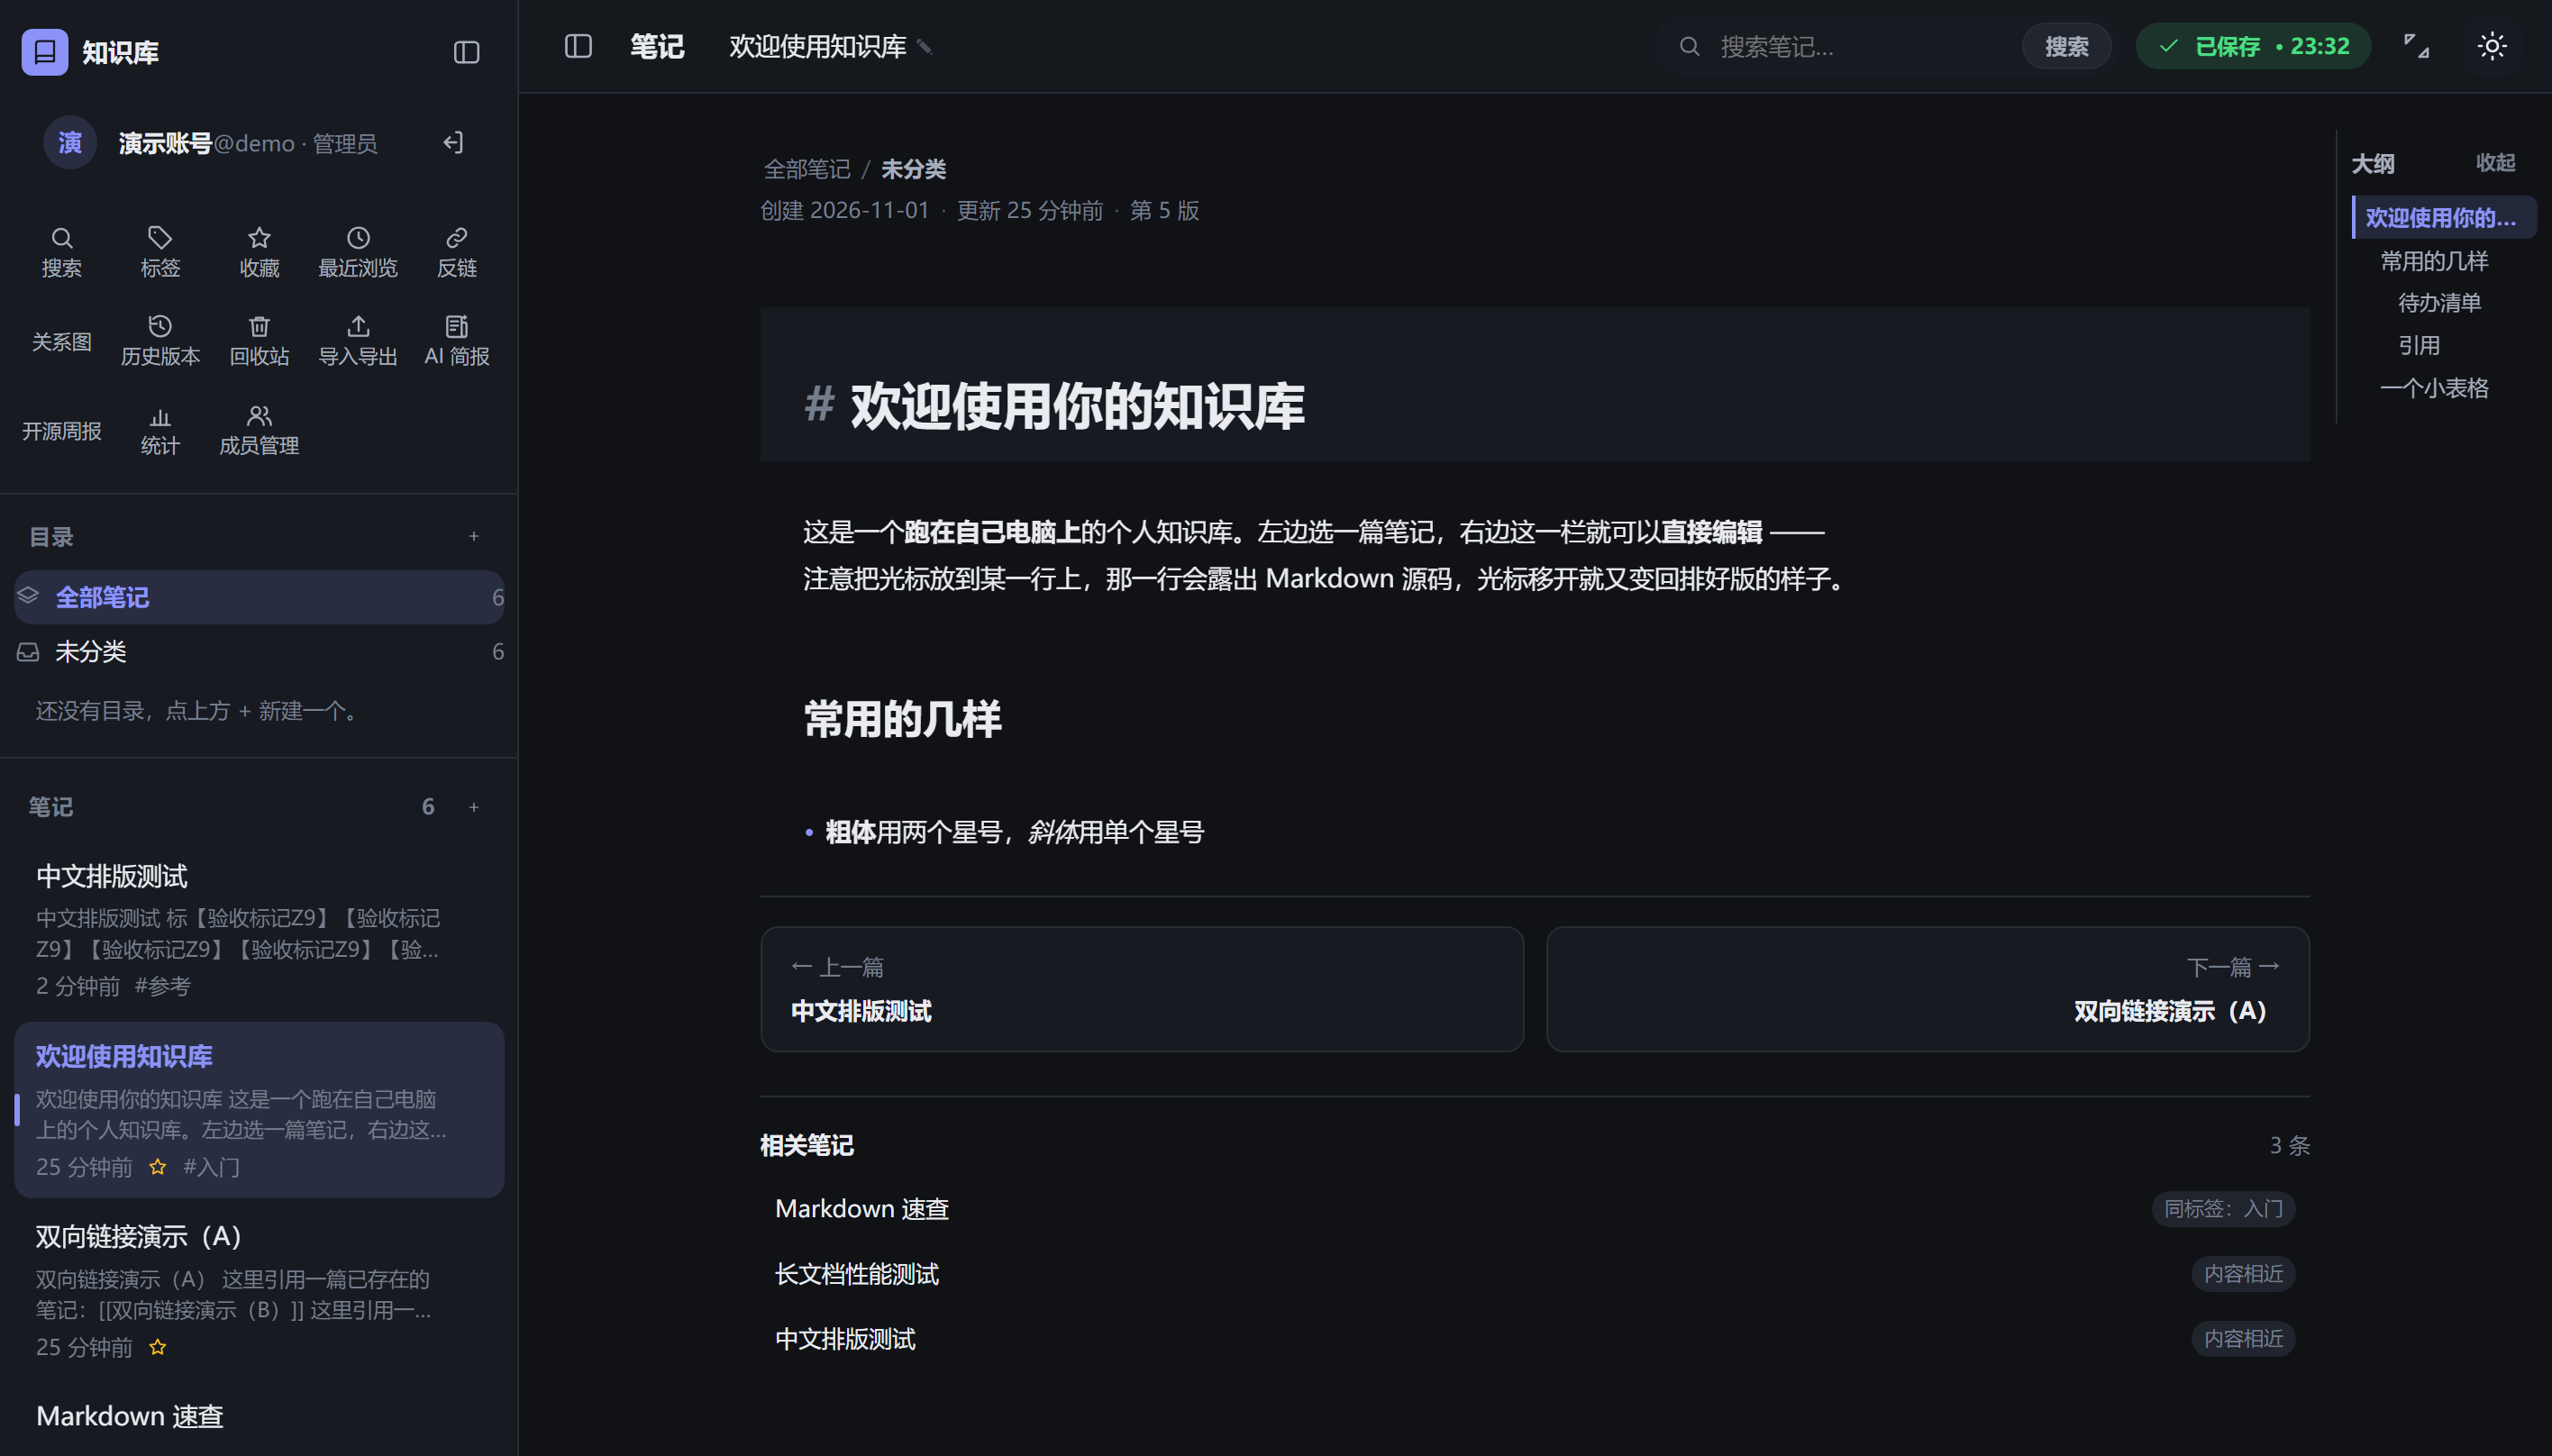 知识库
演
演示账号@demo · 管理员
搜索
标签
收藏
最近浏览
反链
关系图
历史版本
回收站
导入导出
AI 简报
开源周报
统计
成员管理
目录
+
全部笔记
6
未分类
6
还没有目录，点上方 + 新建一个。
笔记
6
+
中文排版测试
中文排版测试 标【验收标记Z9】【验收标记
Z9】【验收标记Z9】【验收标记Z9】【验...
2 分钟前 #参考
欢迎使用知识库
欢迎使用你的知识库 这是一个跑在自己电脑
上的个人知识库。左边选一篇笔记，右边这...
25 分钟前 #入门
双向链接演示（A）
双向链接演示（A） 这里引用一篇已存在的
笔记：[[双向链接演示（B）]] 这里引用一...
25 分钟前
Markdown 速查
笔记
欢迎使用知识库
搜索笔记...
搜索
已保存 • 23:32
全部笔记 / 未分类
创建 2026-11-01 · 更新 25 分钟前 · 第 5 版
# 欢迎使用你的知识库
这是一个跑在自己电脑上的个人知识库。左边选一篇笔记，右边这一栏就可以直接编辑 ——
注意把光标放到某一行上，那一行会露出 Markdown 源码，光标移开就又变回排好版的样子。
常用的几样
• 粗体用两个星号，斜体用单个星号
← 上一篇
中文排版测试
下一篇 →
双向链接演示（A）
相关笔记
3 条
Markdown 速查
同标签：入门
长文档性能测试
内容相近
中文排版测试
内容相近
大纲
收起
欢迎使用你的...
常用的几样
待办清单
引用
一个小表格